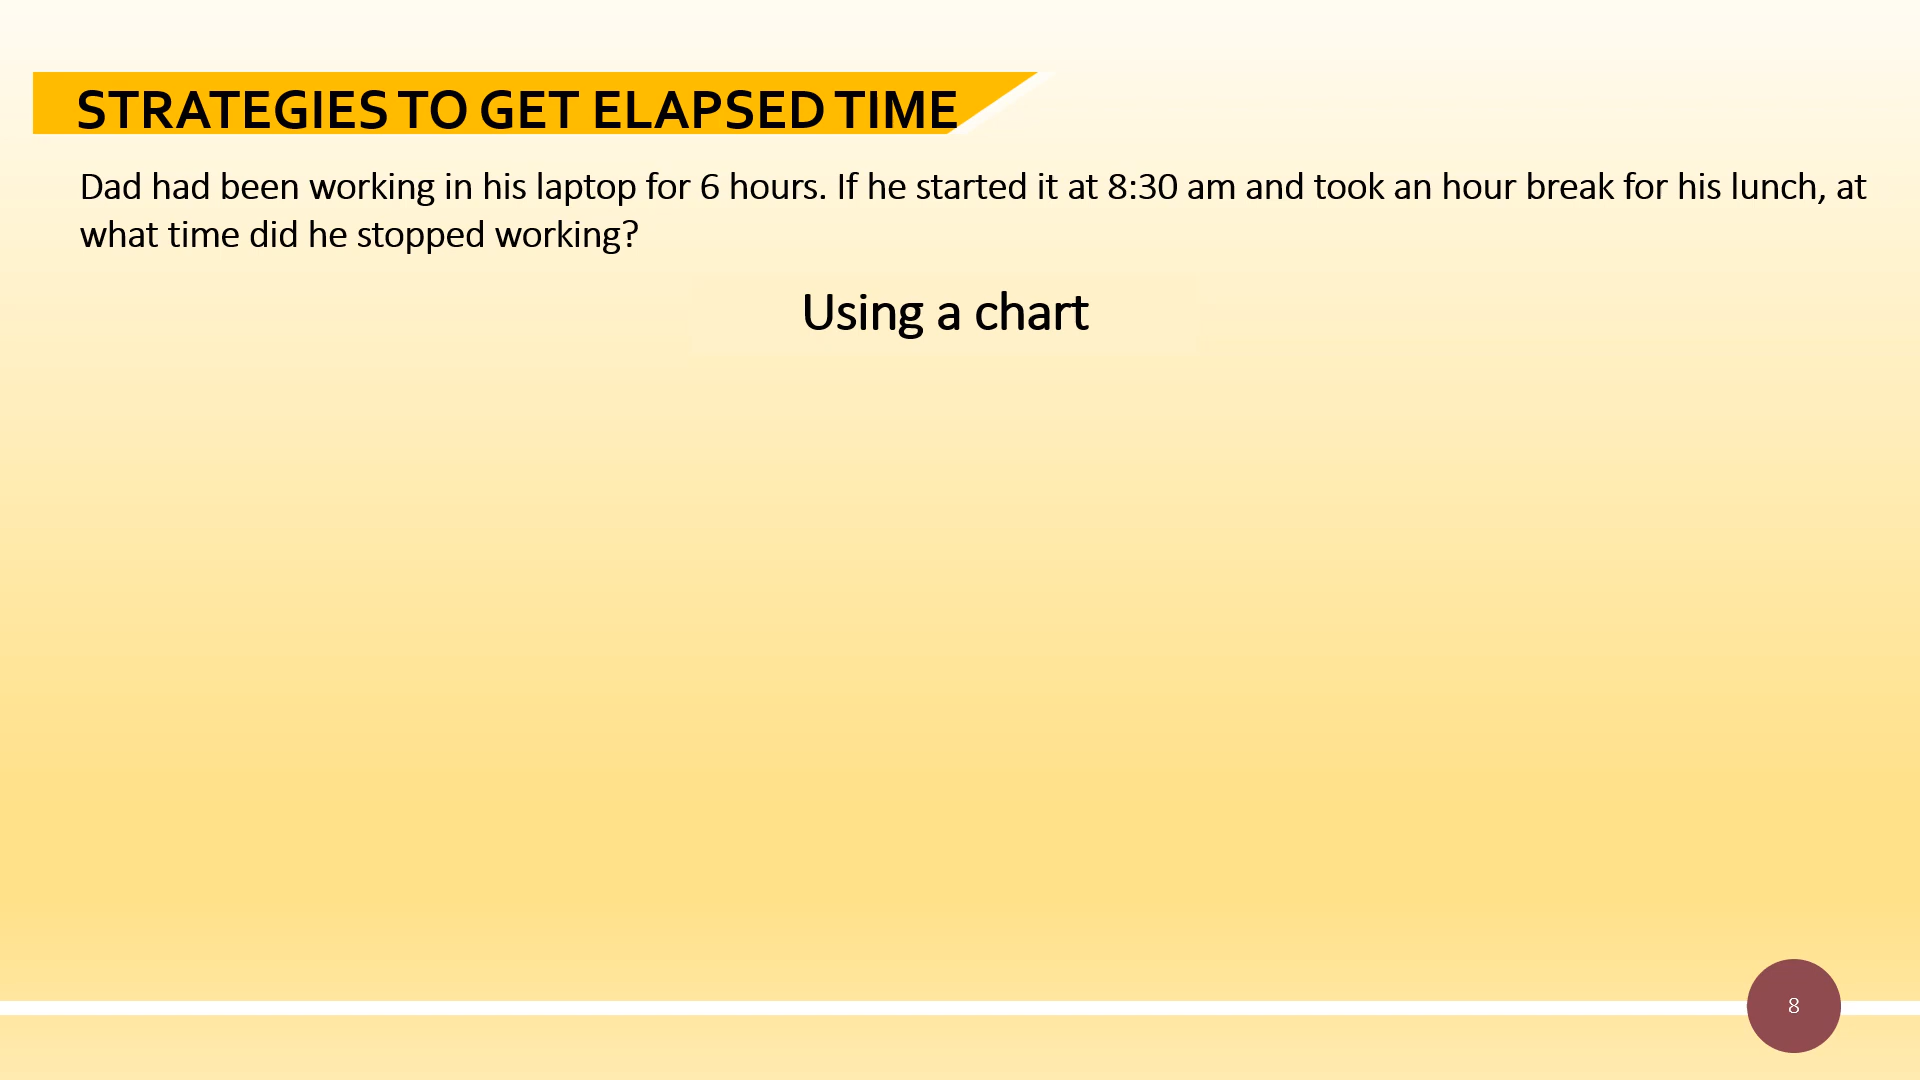 STRATEGIES TO GET ELAPSED TIME
Dad had been working in his laptop for 6 hours. If he started it at 8:30 am and took an hour break for his lunch, at
what time did he stopped working?
Using a chart
8